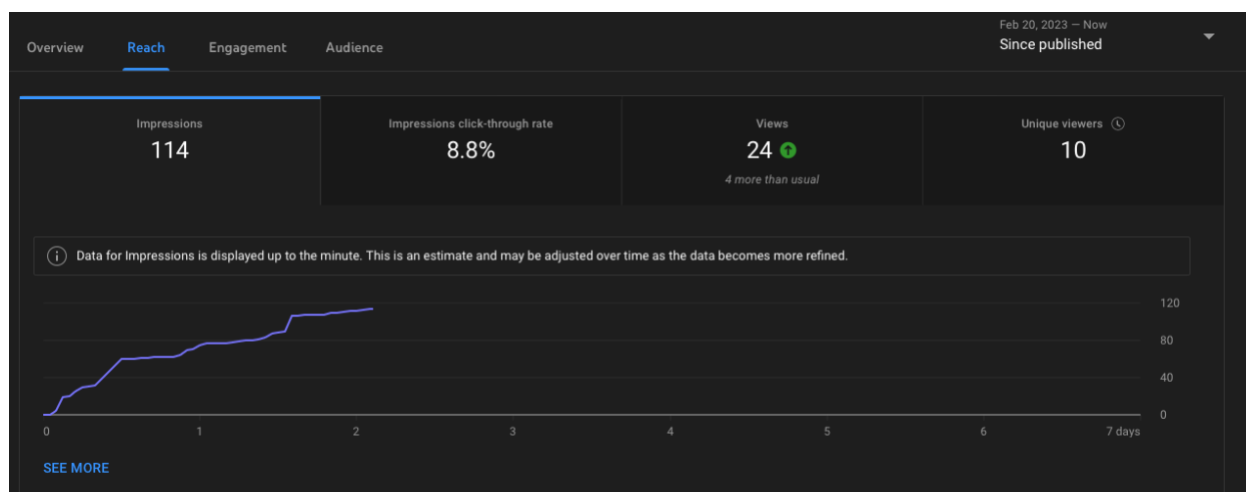 Feb 20, 2023 – Now
Overview Reach Engagement Audience Since published
Impressions Impressions click-through rate Views Unique viewers
114 8.8% 24 10
4 more than usual
Data for Impressions is displayed up to the minute. This is an estimate and may be adjusted over time as the data becomes more refined.
120
80
40
0
0 1 2 3 4 5 6 7 days
SEE MORE